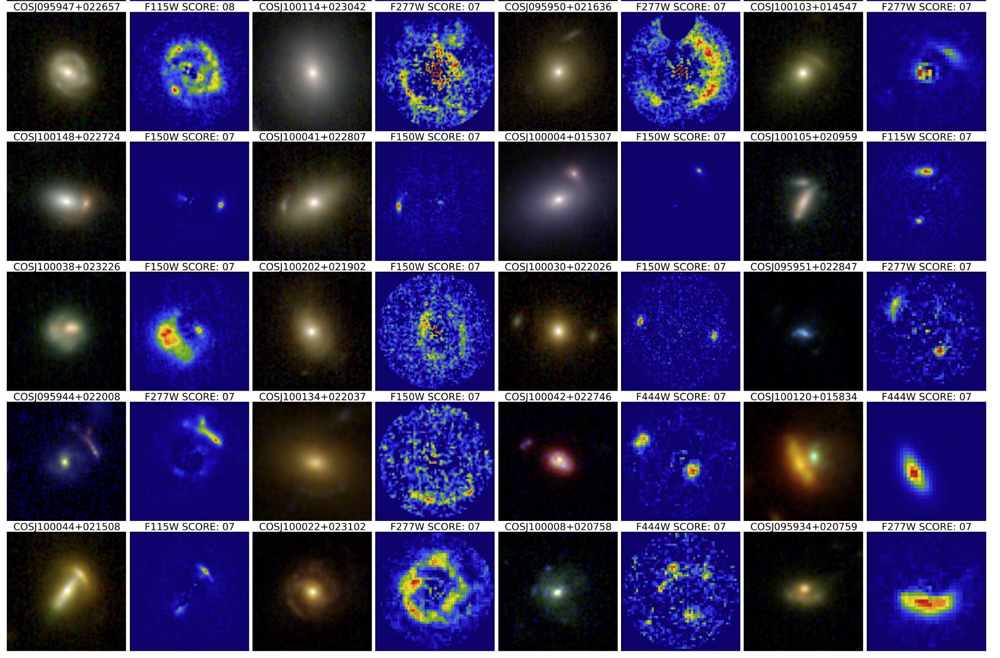 COSJ095947+022657 F115W SCORE: 08 COSJ100114+023042 F277W SCORE: 07 COSJ095950+021636 F277W SCORE: 07 COSJ100103+014547 F277W SCORE: 07
COSJ100148+022724 F150W SCORE: 07 COSJ100041+022807 F150W SCORE: 07 COSJ100004+015307 F150W SCORE: 07 COSJ100105+020959 F115W SCORE: 07
COSJ100038+023226 F150W SCORE: 07 COSJ100202+021902 F150W SCORE: 07 COSJ100030+022026 F150W SCORE: 07 COSJ095951+022847 F277W SCORE: 07
COSJ095944+022008 F277W SCORE: 07 COSJ100134+022037 F150W SCORE: 07 COSJ100042+022746 F444W SCORE: 07 COSJ100120+015834 F444W SCORE: 07
COSJ100044+021508 F115W SCORE: 07 COSJ100022+023102 F277W SCORE: 07 COSJ100008+020758 F444W SCORE: 07 COSJ095934+020759 F277W SCORE: 07